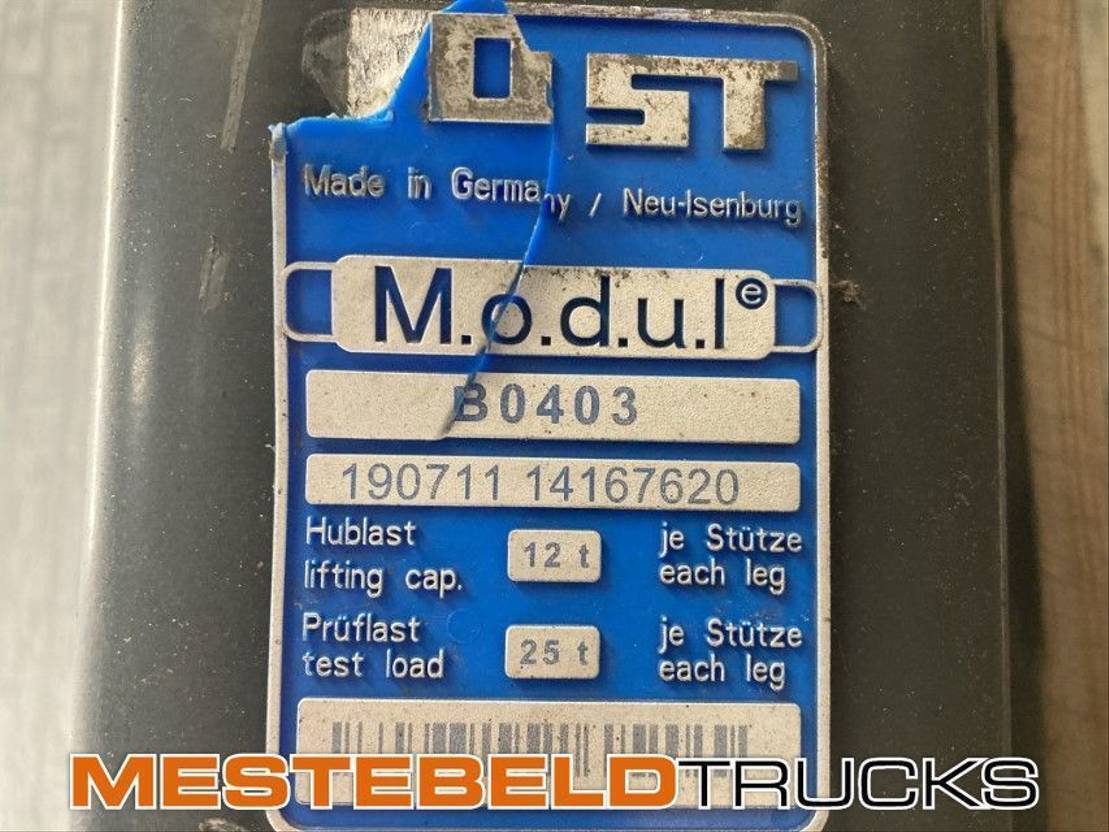 OST
Made in Germany / Neu-Isenburg
M.o.d.u.l e
B0403
190711 14167620
Hublast
lifting cap.
12 t
je Stütze
each leg
Prüflast
test load
25 t
je Stütze
each leg
MESTEBELDTRUCKS